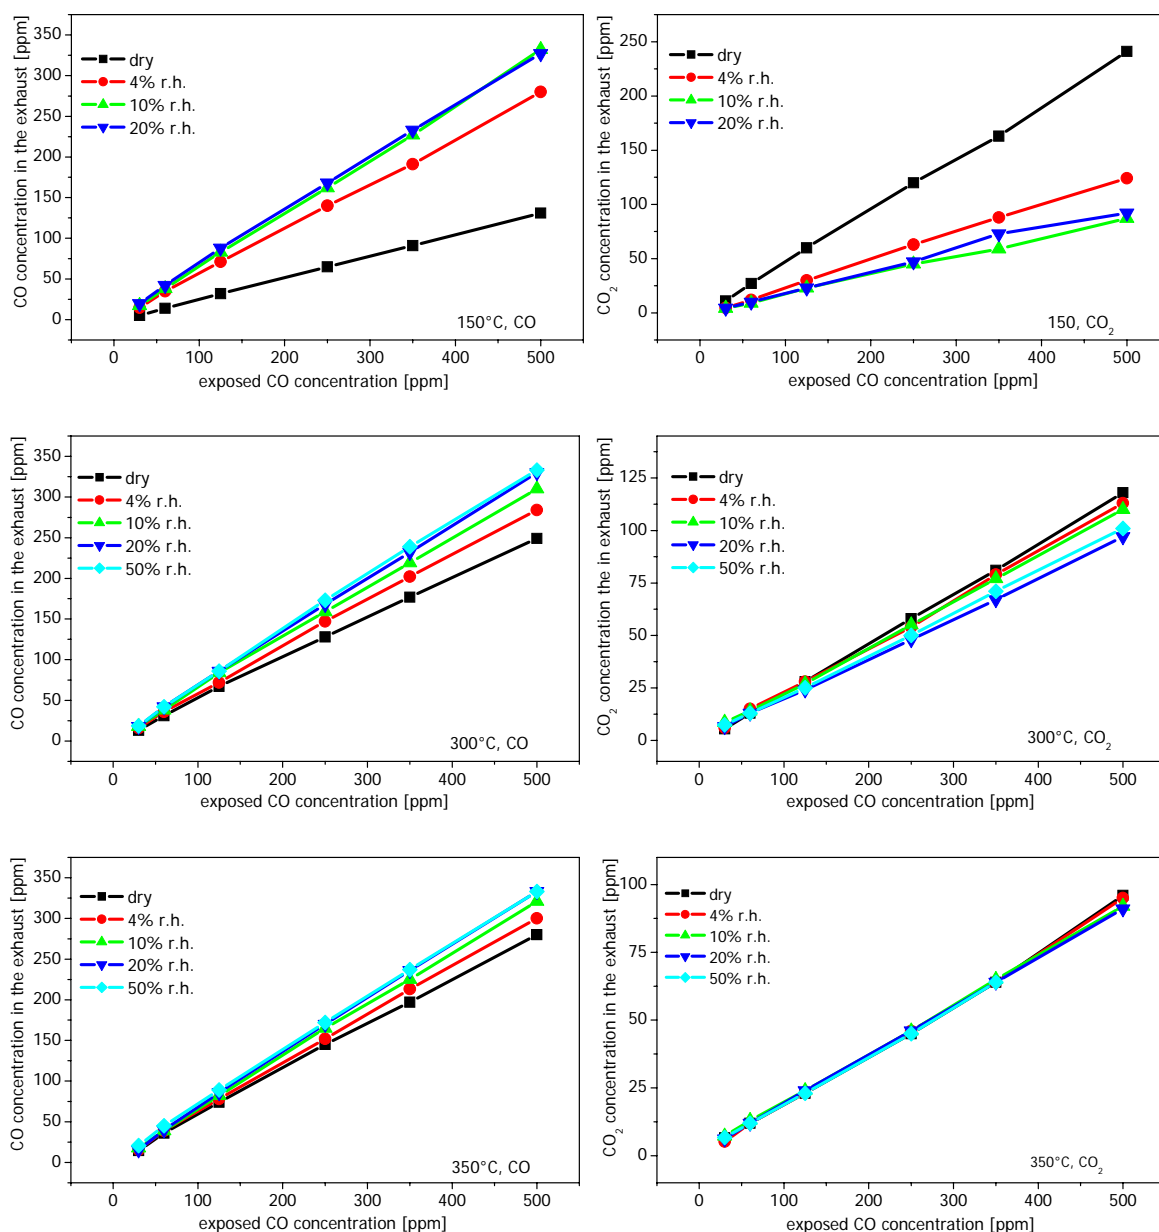 CO concentration in the exhaust [ppm]
350
300
250
200
150
100
50
0
dry
4% r.h.
10% r.h.
20% r.h.
150°C, CO
0 100 200 300 400 500
exposed CO concentration [ppm]
CO₂ concentration in the exhaust [ppm]
250
200
150
100
50
0
dry
4% r.h.
10% r.h.
20% r.h.
150, CO₂
0 100 200 300 400 500
exposed CO concentration [ppm]
CO concentration in the exhaust [ppm]
350
300
250
200
150
100
50
0
dry
4% r.h.
10% r.h.
20% r.h.
50% r.h.
300°C, CO
0 100 200 300 400 500
exposed CO concentration [ppm]
CO₂ concentration the in exhaust [ppm]
125
100
75
50
25
0
dry
4% r.h.
10% r.h.
20% r.h.
50% r.h.
300°C, CO₂
0 100 200 300 400 500
exposed CO concentration [ppm]
CO concentration in the exhaust [ppm]
350
300
250
200
150
100
50
0
dry
4% r.h.
10% r.h.
20% r.h.
50% r.h.
350°C, CO
0 100 200 300 400 500
exposed CO concentration [ppm]
CO₂ concentration in the exhaust [ppm]
100
75
50
25
0
dry
4% r.h.
10% r.h.
20% r.h.
50% r.h.
350°C, CO₂
0 100 200 300 400 500
exposed CO concentration [ppm]